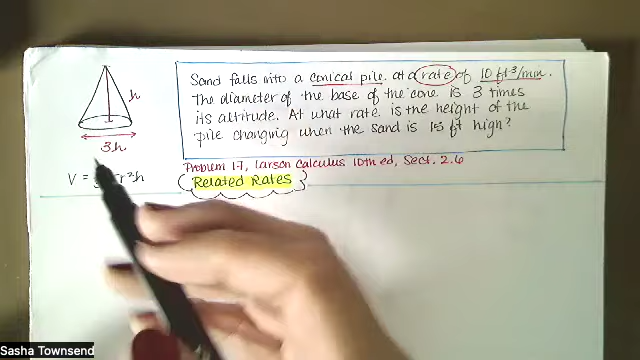 Sand falls into a conical pile at a rate of 10 ft³/min.
The diameter of the base of the cone is 3 times
its altitude. At what rate is the height of the
pile changing when the sand is 15 ft high?
h
3h
Problem 17, Larson Calculus 10th ed, Sect. 2.6
V = r²h
Related Rates
Sasha Townsend